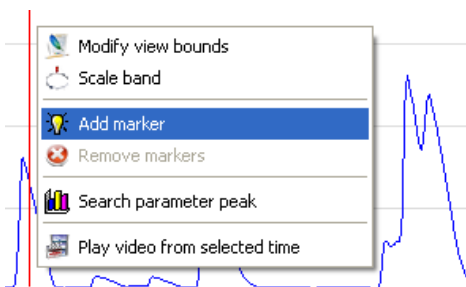 Modify view bounds
Scale band
Add marker
Remove markers
Search parameter peak
Play video from selected time